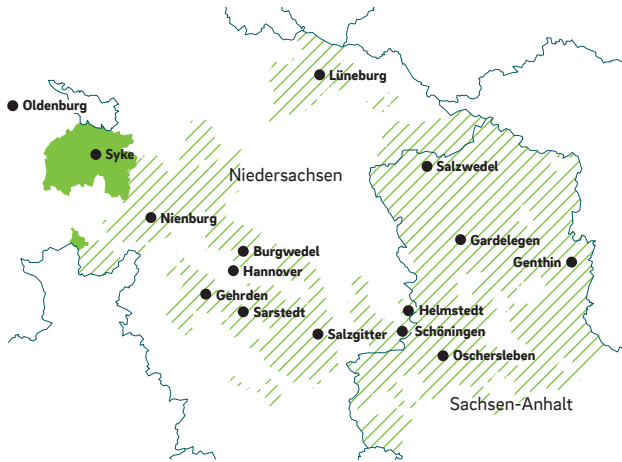 Lüneburg
Oldenburg
Syke
Salzwedel
Niedersachsen
Nienburg
Gardelegen
Burgwedel
Genthin
Hannover
Gehrden
Sarstedt
Helmstedt
Salzgitter
Schöningen
Oschersleben
Sachsen-Anhalt